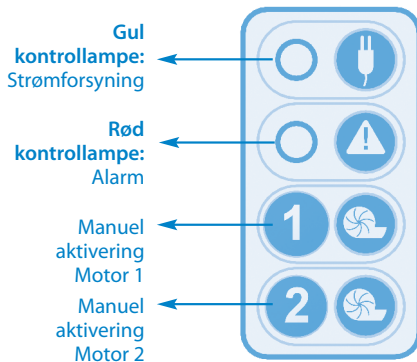 Gul
kontrollampe:
Strømforsyning
Rød
kontrollampe:
Alarm
Manuel
aktivering
Motor 1
1
Manuel
aktivering
Motor 2
2